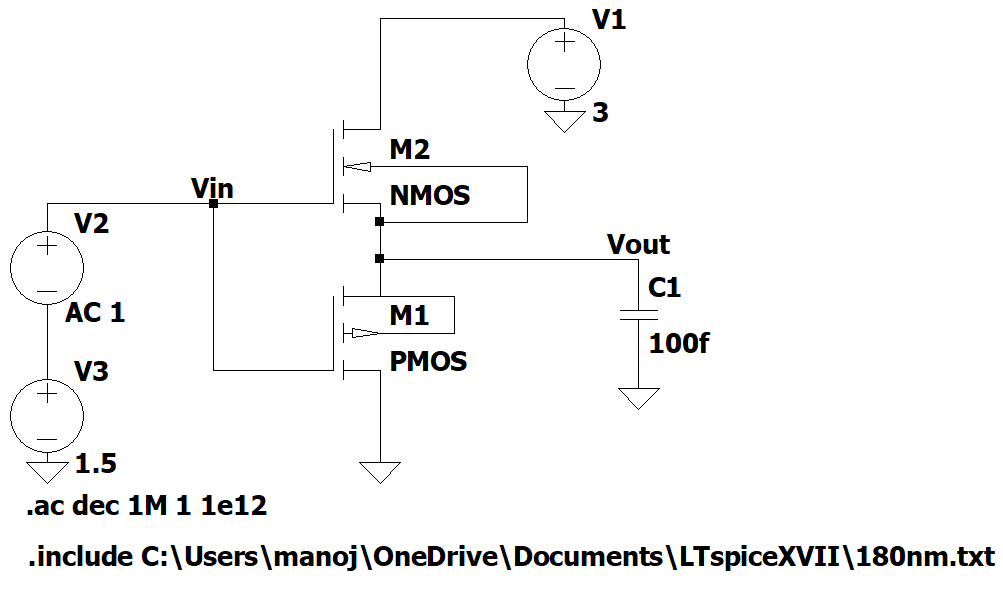 V1
3
M2
NMOS
Vin
V2
AC 1
Vout
C1
100f
M1
PMOS
V3
1.5
.ac dec 1M 1 1e12
.include C:\Users\manoj\OneDrive\Documents\LTspiceXVII\180nm.txt